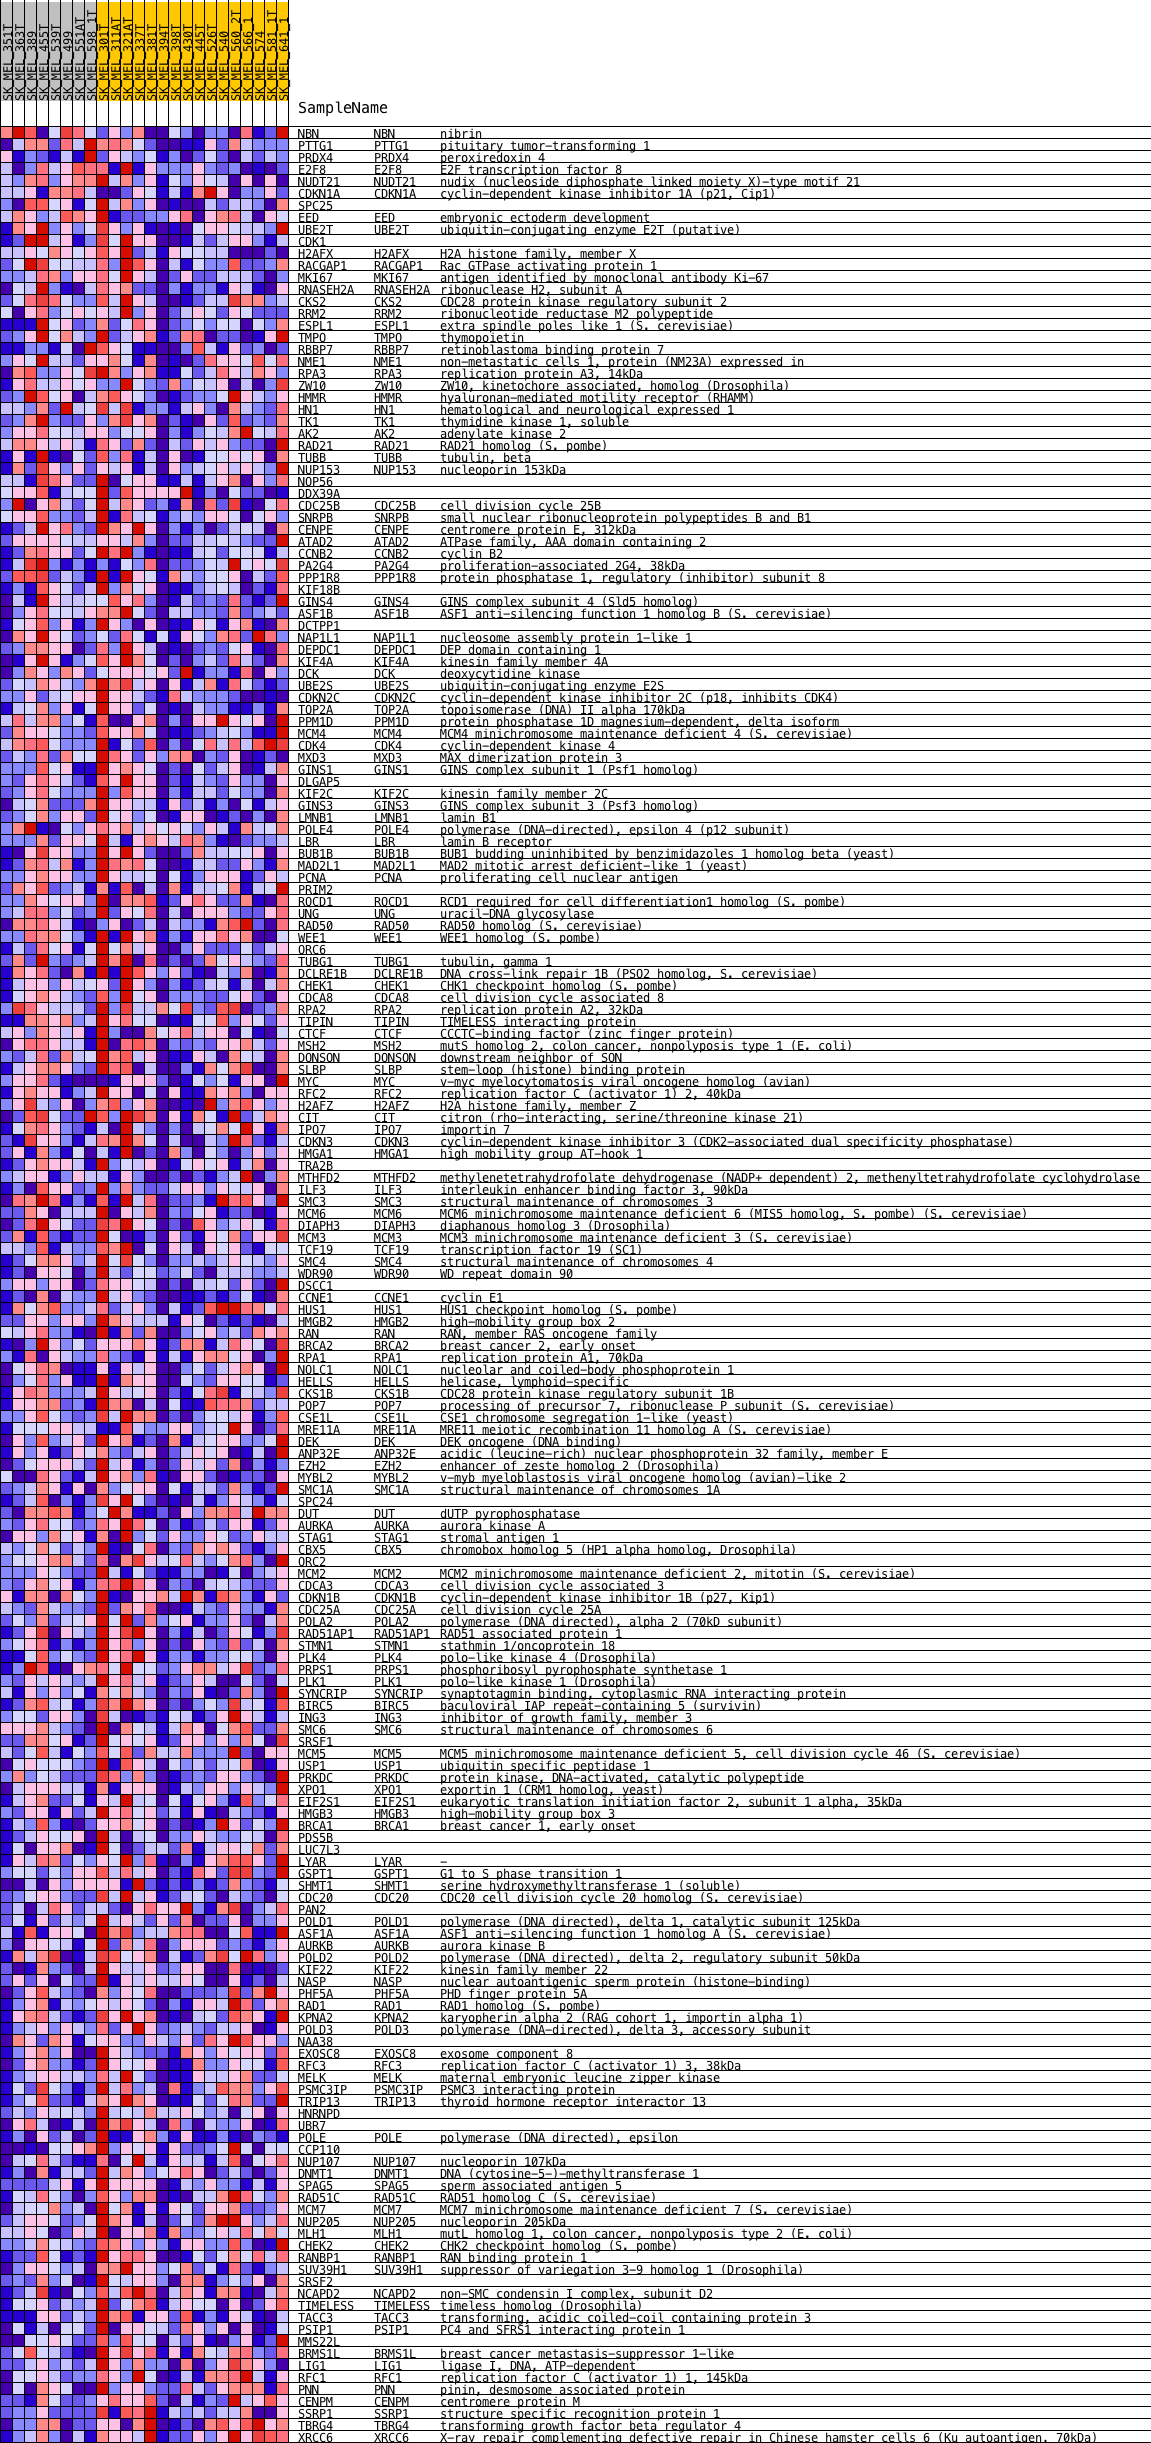 SK_MEL_351T
SK_MEL_363T
SK_MEL_389
SK_MEL_455T
SK_MEL_539T
SK_MEL_499
SK_MEL_551AT
SK_MEL_598_1T
SK_MEL_301T
SK_MEL_311AT
SK_MEL_321AT
SK_MEL_337T
SK_MEL_381T
SK_MEL_394T
SK_MEL_398T
SK_MEL_430T
SK_MEL_445T
SK_MEL_526T
SK_MEL_540
SK_MEL_560_2T
SK_MEL_566_1
SK_MEL_574
SK_MEL_581_1T
SK_MEL_641_1
SampleName
NBN NBN nibrin
PTTG1 PTTG1 pituitary tumor-transforming 1
PRDX4 PRDX4 peroxiredoxin 4
E2F8 E2F8 E2F transcription factor 8
NUDT21 NUDT21 nudix (nucleoside diphosphate linked moiety X)-type motif 21
CDKN1A CDKN1A cyclin-dependent kinase inhibitor 1A (p21, Cip1)
SPC25
EED EED embryonic ectoderm development
UBE2T UBE2T ubiquitin-conjugating enzyme E2T (putative)
CDK1
H2AFX H2AFX H2A histone family, member X
RACGAP1 RACGAP1 Rac GTPase activating protein 1
MKI67 MKI67 antigen identified by monoclonal antibody Ki-67
RNASEH2A RNASEH2A ribonuclease H2, subunit A
CKS2 CKS2 CDC28 protein kinase regulatory subunit 2
RRM2 RRM2 ribonucleotide reductase M2 polypeptide
ESPL1 ESPL1 extra spindle poles like 1 (S. cerevisiae)
TMPO TMPO thymopoietin
RBBP7 RBBP7 retinoblastoma binding protein 7
NME1 NME1 non-metastatic cells 1, protein (NM23A) expressed in
RPA3 RPA3 replication protein A3, 14kDa
ZW10 ZW10 ZW10, kinetochore associated, homolog (Drosophila)
HMMR HMMR hyaluronan-mediated motility receptor (RHAMM)
HN1 HN1 hematological and neurological expressed 1
TK1 TK1 thymidine kinase 1, soluble
AK2 AK2 adenylate kinase 2
RAD21 RAD21 RAD21 homolog (S. pombe)
TUBB TUBB tubulin, beta
NUP153 NUP153 nucleoporin 153kDa
NOP56
DDX39A
CDC25B CDC25B cell division cycle 25B
SNRPB SNRPB small nuclear ribonucleoprotein polypeptides B and B1
CENPE CENPE centromere protein E, 312kDa
ATAD2 ATAD2 ATPase family, AAA domain containing 2
CCNB2 CCNB2 cyclin B2
PA2G4 PA2G4 proliferation-associated 2G4, 38kDa
PPP1R8 PPP1R8 protein phosphatase 1, regulatory (inhibitor) subunit 8
KIF18B
GINS4 GINS4 GINS complex subunit 4 (Sld5 homolog)
ASF1B ASF1B ASF1 anti-silencing function 1 homolog B (S. cerevisiae)
DCTPP1
NAP1L1 NAP1L1 nucleosome assembly protein 1-like 1
DEPDC1 DEPDC1 DEP domain containing 1
KIF4A KIF4A kinesin family member 4A
DCK DCK deoxycytidine kinase
UBE2S UBE2S ubiquitin-conjugating enzyme E2S
CDKN2C CDKN2C cyclin-dependent kinase inhibitor 2C (p18, inhibits CDK4)
TOP2A TOP2A topoisomerase (DNA) II alpha 170kDa
PPM1D PPM1D protein phosphatase 1D magnesium-dependent, delta isoform
MCM4 MCM4 MCM4 minichromosome maintenance deficient 4 (S. cerevisiae)
CDK4 CDK4 cyclin-dependent kinase 4
MXD3 MXD3 MAX dimerization protein 3
GINS1 GINS1 GINS complex subunit 1 (Psf1 homolog)
DLGAP5
KIF2C KIF2C kinesin family member 2C
GINS3 GINS3 GINS complex subunit 3 (Psf3 homolog)
LMNB1 LMNB1 lamin B1
POLE4 POLE4 polymerase (DNA-directed), epsilon 4 (p12 subunit)
LBR LBR lamin B receptor
BUB1B BUB1B BUB1 budding uninhibited by benzimidazoles 1 homolog beta (yeast)
MAD2L1 MAD2L1 MAD2 mitotic arrest deficient-like 1 (yeast)
PCNA PCNA proliferating cell nuclear antigen
PRIM2
RQCD1 RQCD1 RCD1 required for cell differentiation1 homolog (S. pombe)
UNG UNG uracil-DNA glycosylase
RAD50 RAD50 RAD50 homolog (S. cerevisiae)
WEE1 WEE1 WEE1 homolog (S. pombe)
ORC6
TUBG1 TUBG1 tubulin, gamma 1
DCLRE1B DCLRE1B DNA cross-link repair 1B (PSO2 homolog, S. cerevisiae)
CHEK1 CHEK1 CHK1 checkpoint homolog (S. pombe)
CDCA8 CDCA8 cell division cycle associated 8
RPA2 RPA2 replication protein A2, 32kDa
TIPIN TIPIN TIMELESS interacting protein
CTCF CTCF CCCTC-binding factor (zinc finger protein)
MSH2 MSH2 mutS homolog 2, colon cancer, nonpolyposis type 1 (E. coli)
DONSON DONSON downstream neighbor of SON
SLBP SLBP stem-loop (histone) binding protein
MYC MYC v-myc myelocytomatosis viral oncogene homolog (avian)
RFC2 RFC2 replication factor C (activator 1) 2, 40kDa
H2AFZ H2AFZ H2A histone family, member Z
CIT CIT citron (rho-interacting, serine/threonine kinase 21)
IPO7 IPO7 importin 7
CDKN3 CDKN3 cyclin-dependent kinase inhibitor 3 (CDK2-associated dual specificity phosphatase)
HMGA1 HMGA1 high mobility group AT-hook 1
TRA2B
MTHFD2 MTHFD2 methylenetetrahydrofolate dehydrogenase (NADP+ dependent) 2, methenyltetrahydrofolate cyclohydrolase
ILF3 ILF3 interleukin enhancer binding factor 3, 90kDa
SMC3 SMC3 structural maintenance of chromosomes 3
MCM6 MCM6 MCM6 minichromosome maintenance deficient 6 (MIS5 homolog, S. pombe) (S. cerevisiae)
DIAPH3 DIAPH3 diaphanous homolog 3 (Drosophila)
MCM3 MCM3 MCM3 minichromosome maintenance deficient 3 (S. cerevisiae)
TCF19 TCF19 transcription factor 19 (SC1)
SMC4 SMC4 structural maintenance of chromosomes 4
WDR90 WDR90 WD repeat domain 90
DSCC1
CCNE1 CCNE1 cyclin E1
HUS1 HUS1 HUS1 checkpoint homolog (S. pombe)
HMGB2 HMGB2 high-mobility group box 2
RAN RAN RAN, member RAS oncogene family
BRCA2 BRCA2 breast cancer 2, early onset
RPA1 RPA1 replication protein A1, 70kDa
NOLC1 NOLC1 nucleolar and coiled-body phosphoprotein 1
HELLS HELLS helicase, lymphoid-specific
CKS1B CKS1B CDC28 protein kinase regulatory subunit 1B
POP7 POP7 processing of precursor 7, ribonuclease P subunit (S. cerevisiae)
CSE1L CSE1L CSE1 chromosome segregation 1-like (yeast)
MRE11A MRE11A MRE11 meiotic recombination 11 homolog A (S. cerevisiae)
DEK DEK DEK oncogene (DNA binding)
ANP32E ANP32E acidic (leucine-rich) nuclear phosphoprotein 32 family, member E
EZH2 EZH2 enhancer of zeste homolog 2 (Drosophila)
MYBL2 MYBL2 v-myb myeloblastosis viral oncogene homolog (avian)-like 2
SMC1A SMC1A structural maintenance of chromosomes 1A
SPC24
DUT DUT dUTP pyrophosphatase
AURKA AURKA aurora kinase A
STAG1 STAG1 stromal antigen 1
CBX5 CBX5 chromobox homolog 5 (HP1 alpha homolog, Drosophila)
ORC2
MCM2 MCM2 MCM2 minichromosome maintenance deficient 2, mitotin (S. cerevisiae)
CDCA3 CDCA3 cell division cycle associated 3
CDKN1B CDKN1B cyclin-dependent kinase inhibitor 1B (p27, Kip1)
CDC25A CDC25A cell division cycle 25A
POLA2 POLA2 polymerase (DNA directed), alpha 2 (70kD subunit)
RAD51AP1 RAD51AP1 RAD51 associated protein 1
STMN1 STMN1 stathmin 1/oncoprotein 18
PLK4 PLK4 polo-like kinase 4 (Drosophila)
PRPS1 PRPS1 phosphoribosyl pyrophosphate synthetase 1
PLK1 PLK1 polo-like kinase 1 (Drosophila)
SYNCRIP SYNCRIP synaptotagmin binding, cytoplasmic RNA interacting protein
BIRC5 BIRC5 baculoviral IAP repeat-containing 5 (survivin)
ING3 ING3 inhibitor of growth family, member 3
SMC6 SMC6 structural maintenance of chromosomes 6
SRSF1
MCM5 MCM5 MCM5 minichromosome maintenance deficient 5, cell division cycle 46 (S. cerevisiae)
USP1 USP1 ubiquitin specific peptidase 1
PRKDC PRKDC protein kinase, DNA-activated, catalytic polypeptide
XPO1 XPO1 exportin 1 (CRM1 homolog, yeast)
EIF2S1 EIF2S1 eukaryotic translation initiation factor 2, subunit 1 alpha, 35kDa
HMGB3 HMGB3 high-mobility group box 3
BRCA1 BRCA1 breast cancer 1, early onset
PDS5B
LUC7L3
LYAR LYAR -
GSPT1 GSPT1 G1 to S phase transition 1
SHMT1 SHMT1 serine hydroxymethyltransferase 1 (soluble)
CDC20 CDC20 CDC20 cell division cycle 20 homolog (S. cerevisiae)
PAN2
POLD1 POLD1 polymerase (DNA directed), delta 1, catalytic subunit 125kDa
ASF1A ASF1A ASF1 anti-silencing function 1 homolog A (S. cerevisiae)
AURKB AURKB aurora kinase B
POLD2 POLD2 polymerase (DNA directed), delta 2, regulatory subunit 50kDa
KIF22 KIF22 kinesin family member 22
NASP NASP nuclear autoantigenic sperm protein (histone-binding)
PHF5A PHF5A PHD finger protein 5A
RAD1 RAD1 RAD1 homolog (S. pombe)
KPNA2 KPNA2 karyopherin alpha 2 (RAG cohort 1, importin alpha 1)
POLD3 POLD3 polymerase (DNA-directed), delta 3, accessory subunit
NAA38
EXOSC8 EXOSC8 exosome component 8
RFC3 RFC3 replication factor C (activator 1) 3, 38kDa
MELK MELK maternal embryonic leucine zipper kinase
PSMC3IP PSMC3IP PSMC3 interacting protein
TRIP13 TRIP13 thyroid hormone receptor interactor 13
HNRNPD
UBR7
POLE POLE polymerase (DNA directed), epsilon
CCP110
NUP107 NUP107 nucleoporin 107kDa
DNMT1 DNMT1 DNA (cytosine-5-)-methyltransferase 1
SPAG5 SPAG5 sperm associated antigen 5
RAD51C RAD51C RAD51 homolog C (S. cerevisiae)
MCM7 MCM7 MCM7 minichromosome maintenance deficient 7 (S. cerevisiae)
NUP205 NUP205 nucleoporin 205kDa
MLH1 MLH1 mutL homolog 1, colon cancer, nonpolyposis type 2 (E. coli)
CHEK2 CHEK2 CHK2 checkpoint homolog (S. pombe)
RANBP1 RANBP1 RAN binding protein 1
SUV39H1 SUV39H1 suppressor of variegation 3-9 homolog 1 (Drosophila)
SRSF2
NCAPD2 NCAPD2 non-SMC condensin I complex, subunit D2
TIMELESS TIMELESS timeless homolog (Drosophila)
TACC3 TACC3 transforming, acidic coiled-coil containing protein 3
PSIP1 PSIP1 PC4 and SFRS1 interacting protein 1
MMS22L
BRMS1L BRMS1L breast cancer metastasis-suppressor 1-like
LIG1 LIG1 ligase I, DNA, ATP-dependent
RFC1 RFC1 replication factor C (activator 1) 1, 145kDa
PNN PNN pinin, desmosome associated protein
CENPM CENPM centromere protein M
SSRP1 SSRP1 structure specific recognition protein 1
TBRG4 TBRG4 transforming growth factor beta regulator 4
XRCC6 XRCC6 X-ray repair complementing defective repair in Chinese hamster cells 6 (Ku autoantigen, 70kDa)